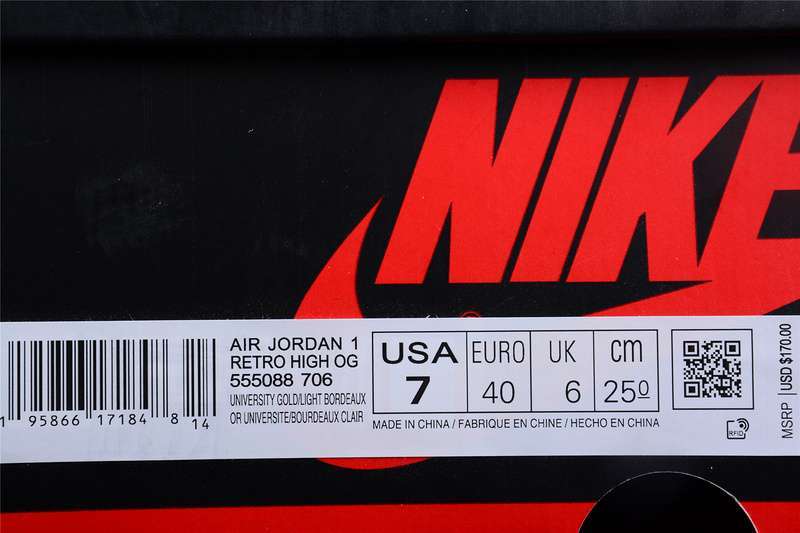 NIKE
AIR JORDAN 1
RETRO HIGH OG
555088 706
UNIVERSITY GOLD/LIGHT BORDEAUX
OR UNIVERSITE/BOURDEAUX CLAIR
1 95866 17184 8 14
USA EURO UK cm
7 40 6 25.0
MADE IN CHINA / FABRIQUE EN CHINE / HECHO EN CHINA
RFID
MSRP USD $170.00